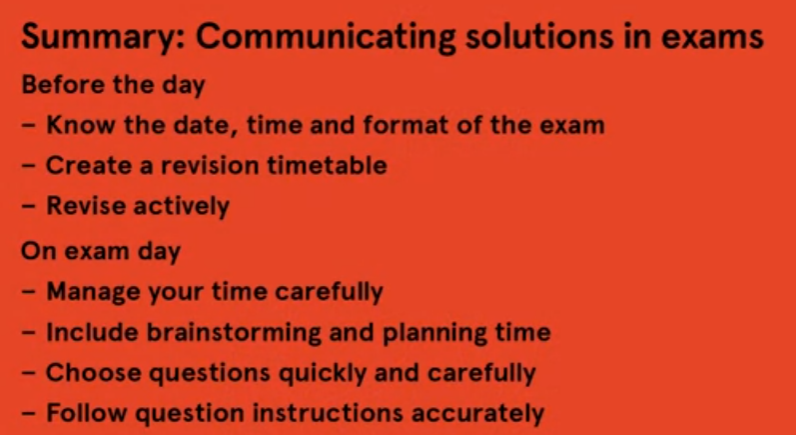 Summary: Communicating solutions in exams
Before the day
– Know the date, time and format of the exam
– Create a revision timetable
– Revise actively
On exam day
– Manage your time carefully
– Include brainstorming and planning time
– Choose questions quickly and carefully
– Follow question instructions accurately